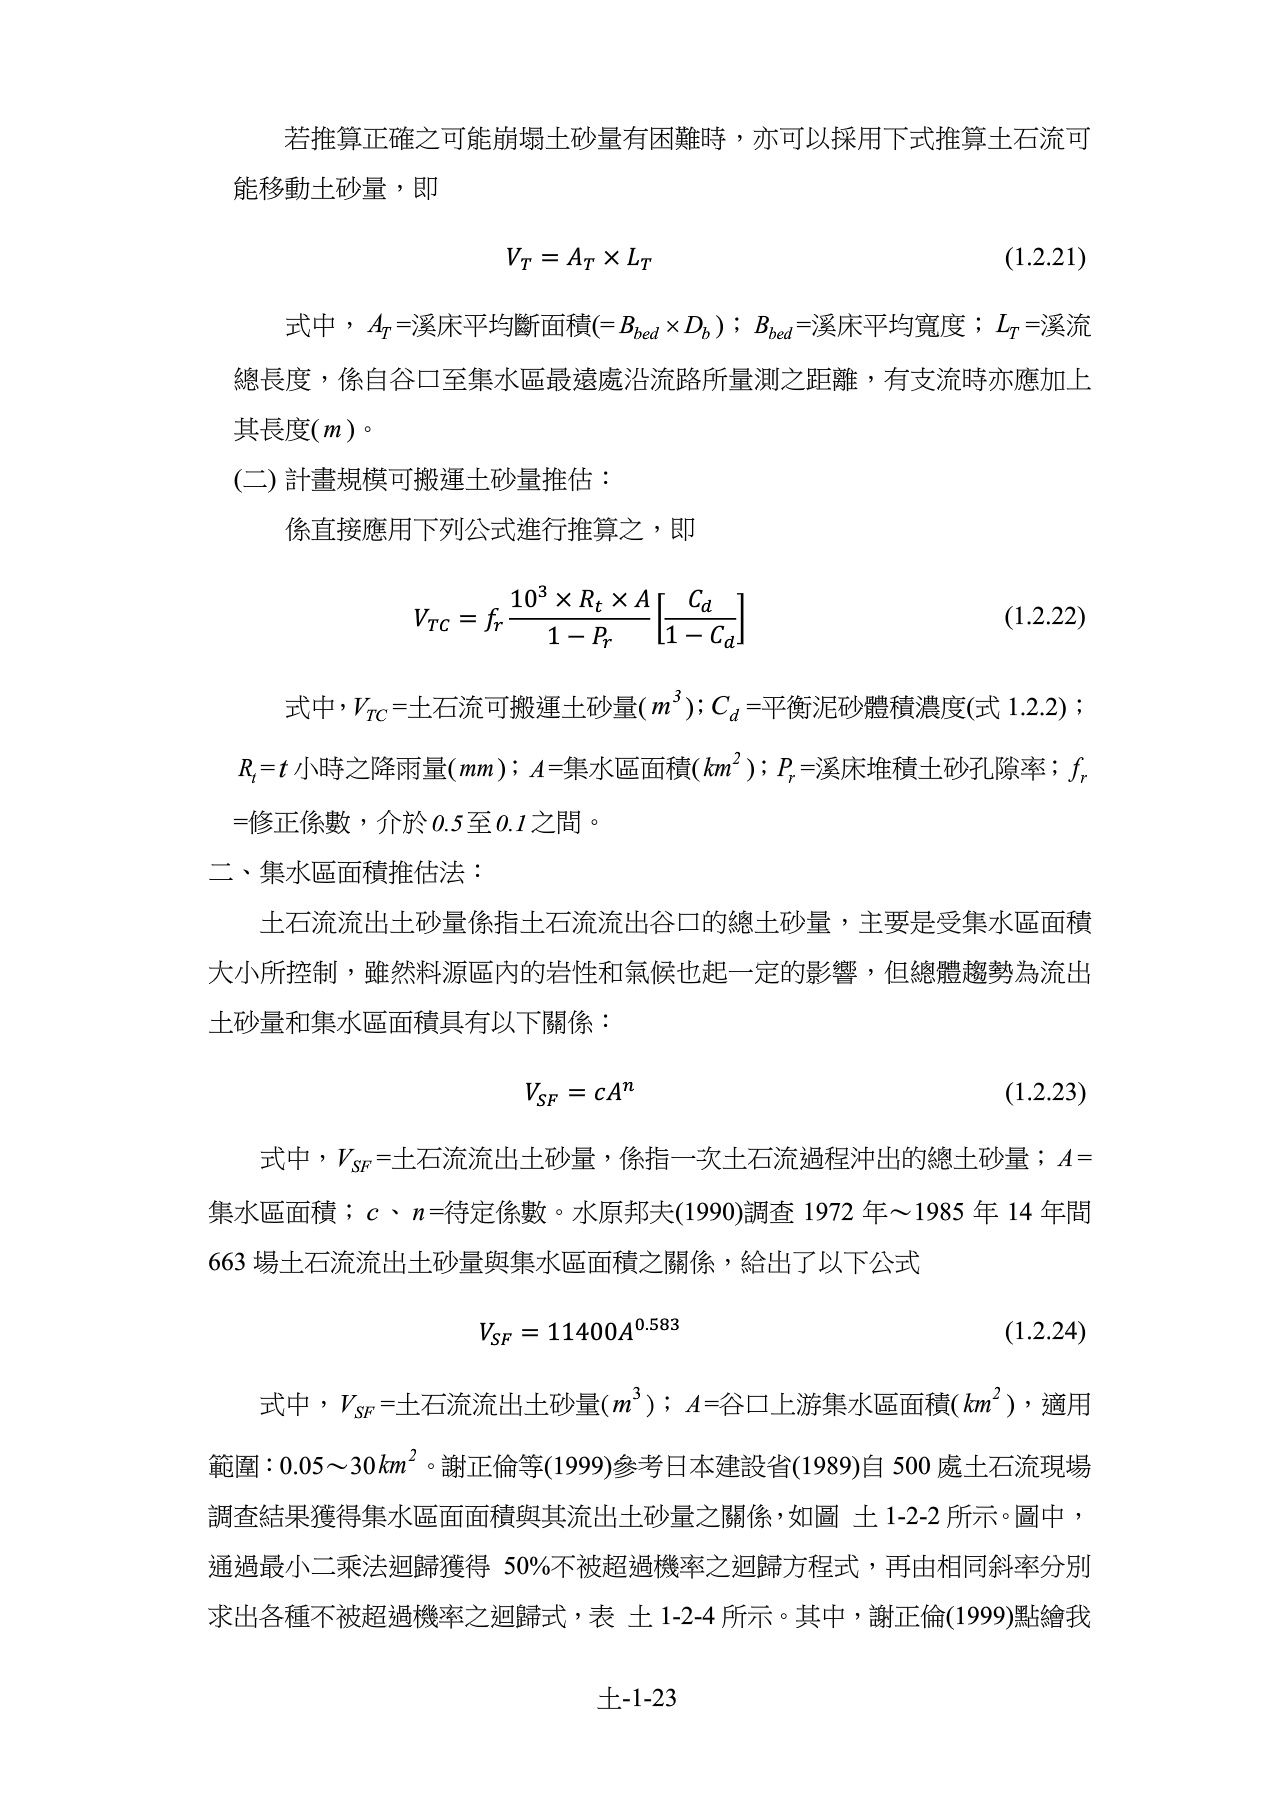 若推算正確之可能崩塌土砂量有困難時，亦可以採用下式推算土石流可
能移動土砂量，即
V_T = A_T × L_T (1.2.21)
式中， A_T =溪床平均斷面積(= B_bed × D_b )； B_bed =溪床平均寬度； L_T =溪流
總長度，係自谷口至集水區最遠處沿流路所量測之距離，有支流時亦應加上
其長度( m )。
(二) 計畫規模可搬運土砂量推估：
係直接應用下列公式進行推算之，即
V_TC = f_r \frac{10^3 × R_t × A}{1 − P_r} [\frac{C_d}{1 − C_d}] (1.2.22)
式中，V_TC =土石流可搬運土砂量( m^3 )；C_d =平衡泥砂體積濃度(式 1.2.2)；
R_t = t 小時之降雨量( mm )； A =集水區面積( km^2 )； P_r =溪床堆積土砂孔隙率； f_r
=修正係數，介於 0.5 至 0.1 之間。
二、集水區面積推估法：
土石流流出土砂量係指土石流流出谷口的總土砂量，主要是受集水區面積
大小所控制，雖然料源區內的岩性和氣候也起一定的影響，但總體趨勢為流出
土砂量和集水區面積具有以下關係：
V_SF = cA^n (1.2.23)
式中，V_SF =土石流流出土砂量，係指一次土石流過程沖出的總土砂量； A =
集水區面積； c 、 n =待定係數。水原邦夫(1990)調查 1972 年～1985 年 14 年間
663 場土石流流出土砂量與集水區面積之關係，給出了以下公式
V_SF = 11400A^0.583 (1.2.24)
式中， V_SF =土石流流出土砂量( m^3 )； A =谷口上游集水區面積( km^2 )，適用
範圍：0.05～30 km^2 。謝正倫等(1999)參考日本建設省(1989)自 500 處土石流現場
調查結果獲得集水區面面積與其流出土砂量之關係，如圖 土 1-2-2 所示。圖中，
通過最小二乘法迴歸獲得 50%不被超過機率之迴歸方程式，再由相同斜率分別
求出各種不被超過機率之迴歸式，表 土 1-2-4 所示。其中，謝正倫(1999)點繪我
土-1-23